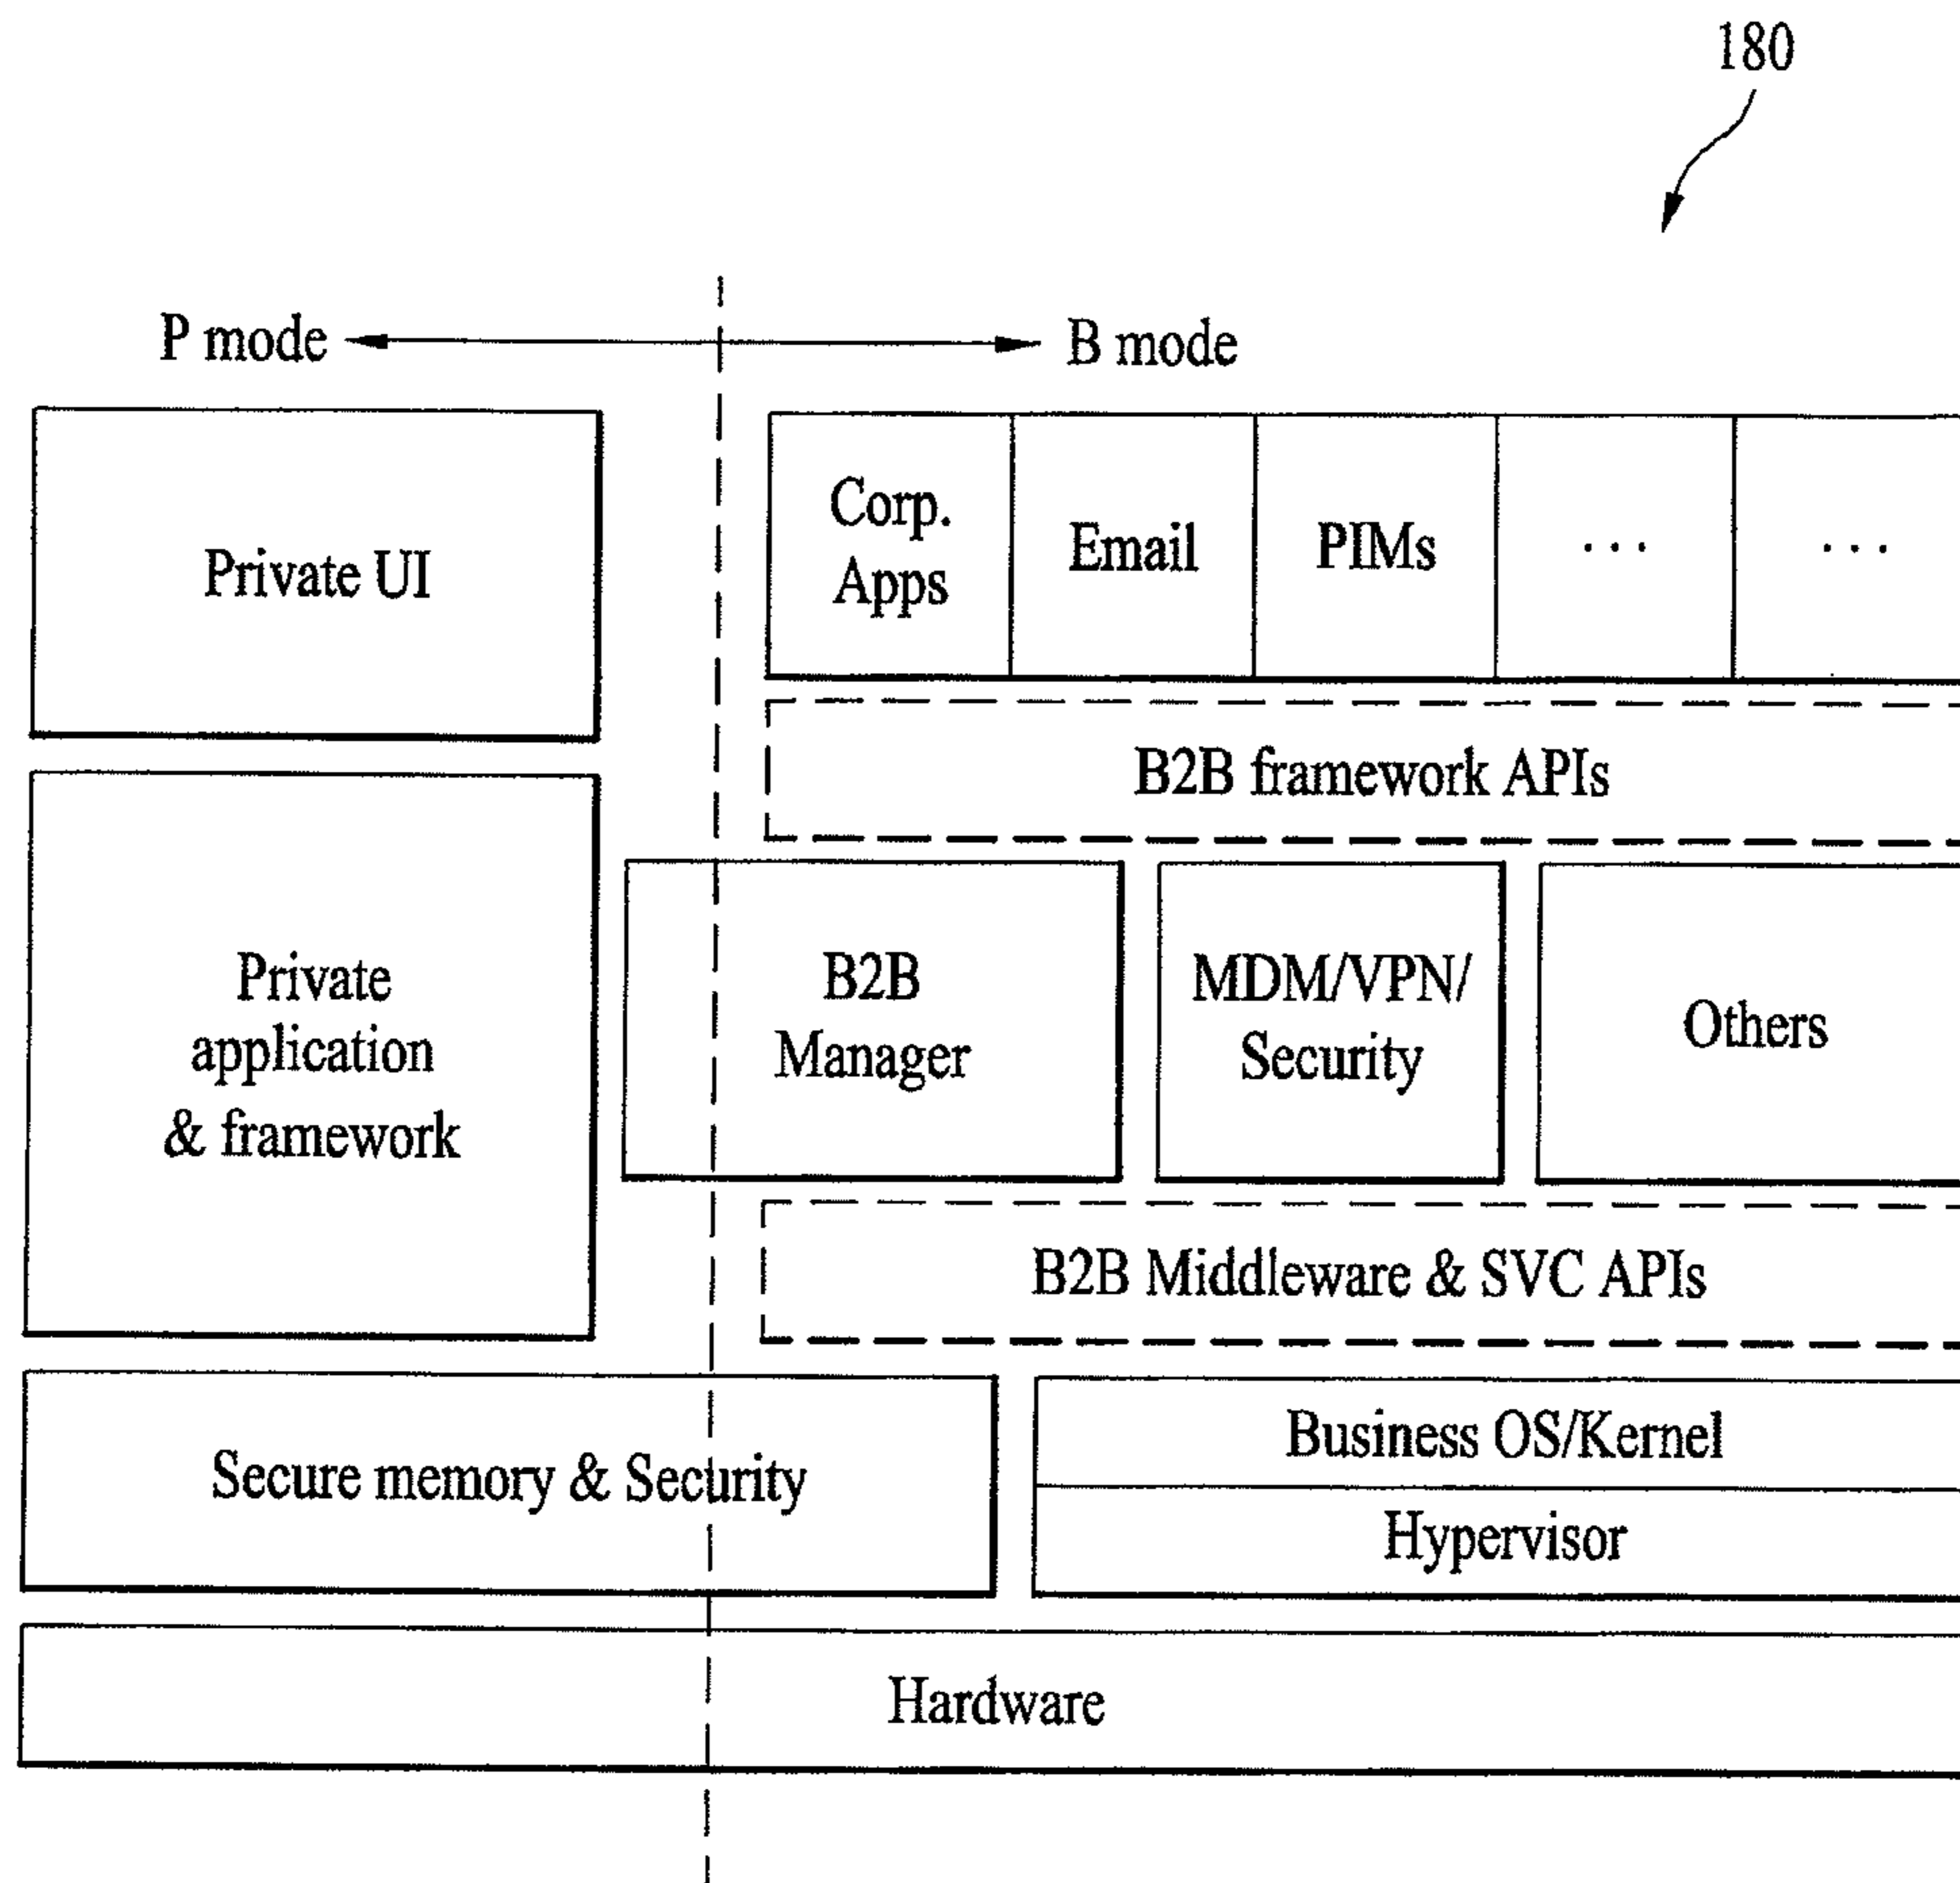 180
P mode
B mode
Private UI
Corp.
Apps
Email
PIMs
...
...
B2B framework APIs
Private
application
& framework
B2B
Manager
MDM/VPN/
Security
Others
B2B Middleware & SVC APIs
Secure memory & Security
Business OS/Kernel
Hypervisor
Hardware